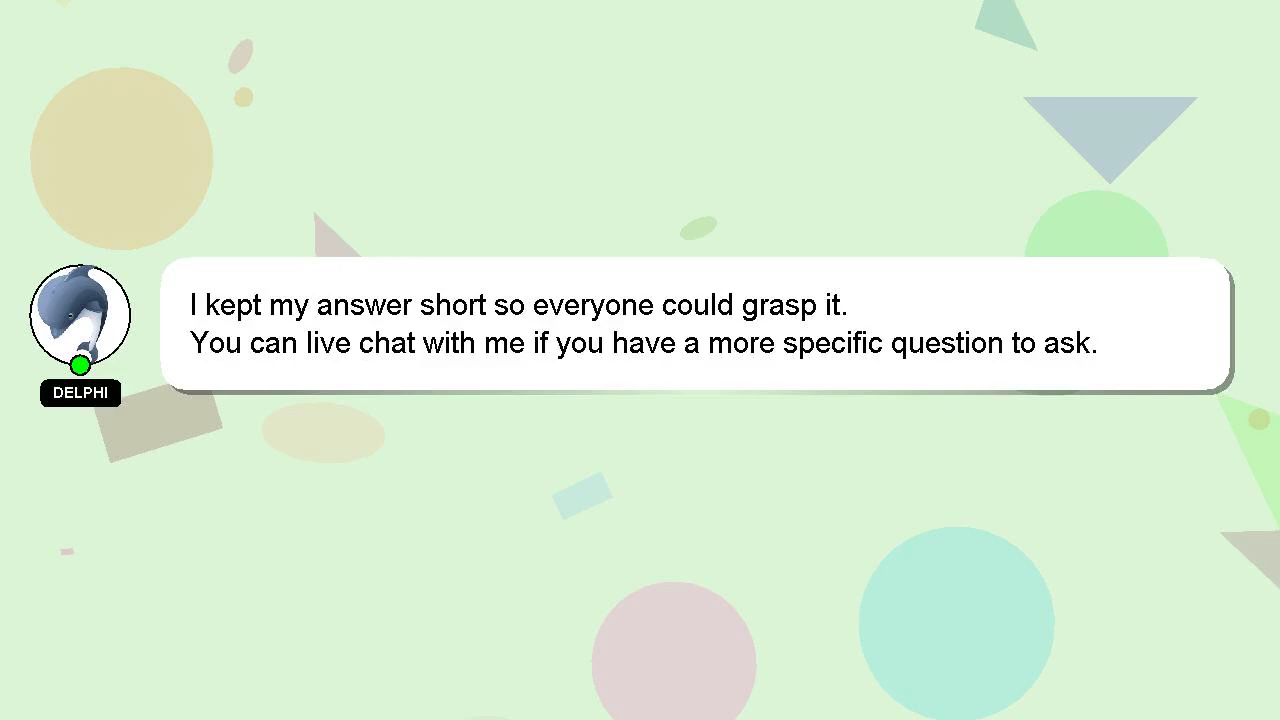 I kept my answer short so everyone could grasp it.
You can live chat with me if you have a more specific question to ask.
DELPHI